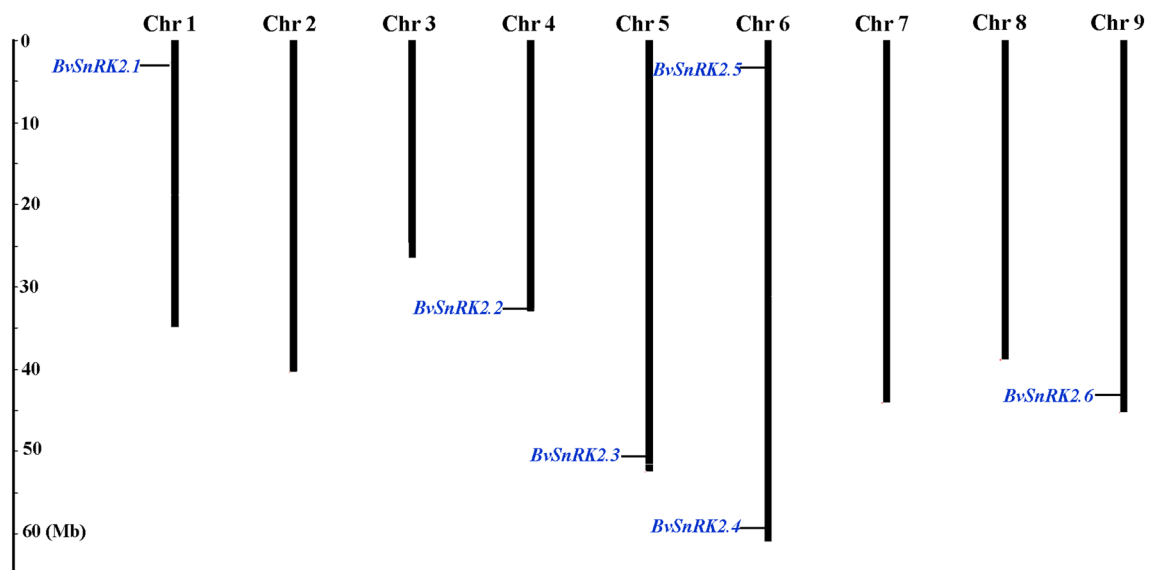 Chr 1 Chr 2 Chr 3 Chr 4 Chr 5 Chr 6 Chr 7 Chr 8 Chr 9
0
BvSnRK2.1
BvSnRK2.5
10
20
30
BvSnRK2.2
40
BvSnRK2.6
50
BvSnRK2.3
BvSnRK2.4
60 (Mb)